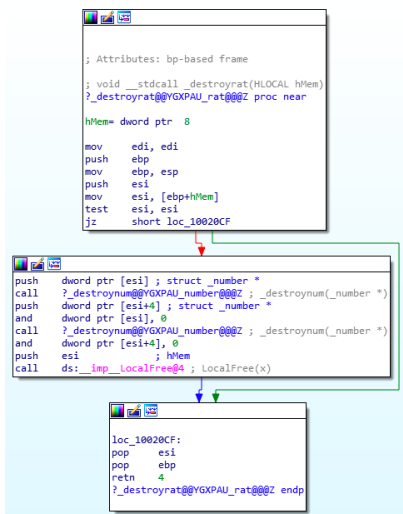 ; Attributes: bp-based frame
; void __stdcall _destroyrat(HLOCAL hMem)
?_destroyrat@@YGXPAU_rat@@@Z proc near
hMem= dword ptr  8
mov     edi, edi
push    ebp
mov     ebp, esp
push    esi
mov     esi, [ebp+hMem]
test    esi, esi
jz      short loc_10020CF
push    dword ptr [esi] ; struct _number *
call    ?_destroynum@@YGXPAU_number@@@Z ; _destroynum(_number *)
push    dword ptr [esi+4] ; struct _number *
and     dword ptr [esi], 0
call    ?_destroynum@@YGXPAU_number@@@Z ; _destroynum(_number *)
and     dword ptr [esi+4], 0
push    esi             ; hMem
call    ds:__imp__LocalFree@4 ; LocalFree(x)
loc_10020CF:
pop     esi
pop     ebp
retn    4
?_destroyrat@@YGXPAU_rat@@@Z endp